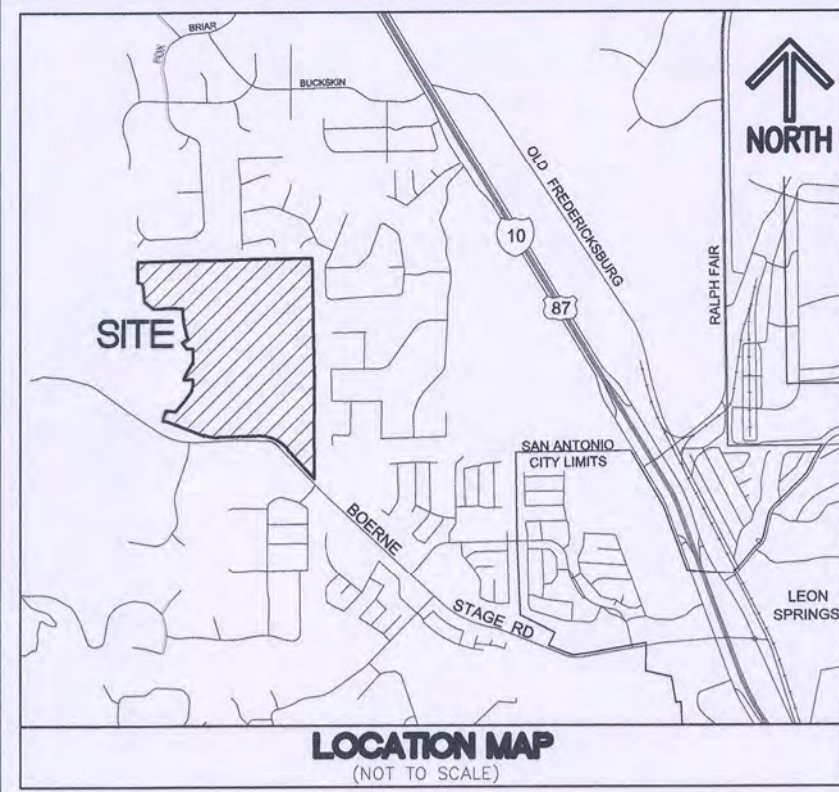 BRIAR
FOX
BUCKSKIN
NORTH
OLD FREDERICKSBURG
10
87
RALPH FAIR
SITE
SAN ANTONIO
CITY LIMITS
BOERNE
STAGE RD
LEON
SPRINGS
LOCATION MAP
(NOT TO SCALE)